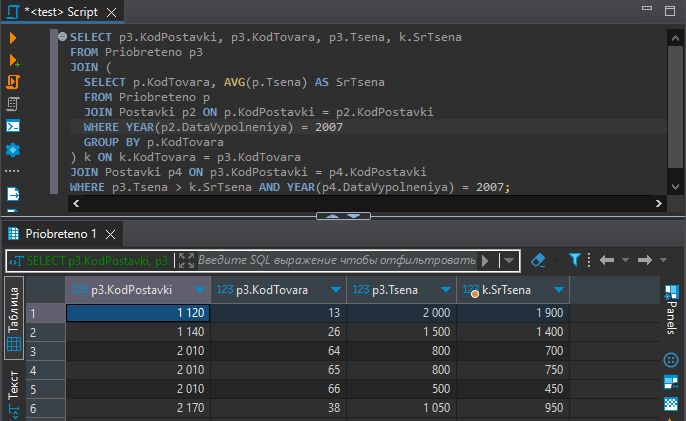 *<test> Script
SELECT p3.KodPostavki, p3.KodTovara, p3.Tsena, k.SrTsena
FROM Priobreteno p3
JOIN (
SELECT p.KodTovara, AVG(p.Tsena) AS SrTsena
FROM Priobreteno p
JOIN Postavki p2 ON p.KodPostavki = p2.KodPostavki
WHERE YEAR(p2.DataVypolneniya) = 2007
GROUP BY p.KodTovara
) k ON k.KodTovara = p3.KodTovara
JOIN Postavki p4 ON p3.KodPostavki = p4.KodPostavki
WHERE p3.Tsena > k.SrTsena AND YEAR(p4.DataVypolneniya) = 2007;
Priobreteno 1
SELECT p3.KodPostavki, p3. Введите SQL выражение чтобы отфильтровать
Таблица
Текст
Panels
123 p3.KodPostavki 123 p3.KodTovara 123 p3.Tsena 123 k.SrTsena
1 1 120 13 2 000 1 900
2 1 140 26 1 500 1 400
3 2 010 64 800 700
4 2 010 65 800 750
5 2 010 66 500 450
6 2 170 38 1 050 950